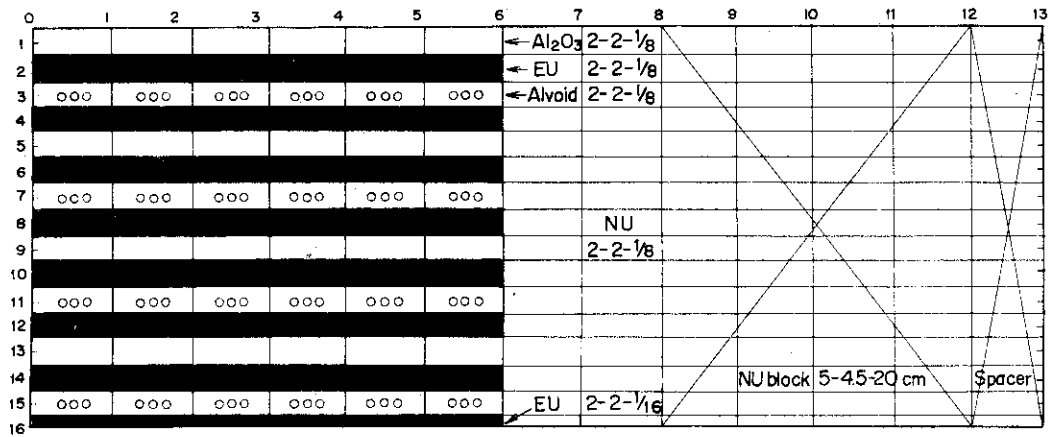 0 1 2 3 4 5 6 7 8 9 10 11 12 13
1 Al₂O₃ 2-2-1/8
2 EU 2-2-1/8
3 Alvoid 2-2-1/8
4
5
6
7
8 NU
9 2-2-1/8
10
11
12
13
14 NU block 5-4.5-20 cm Spacer
15 EU 2-2-1/16
16